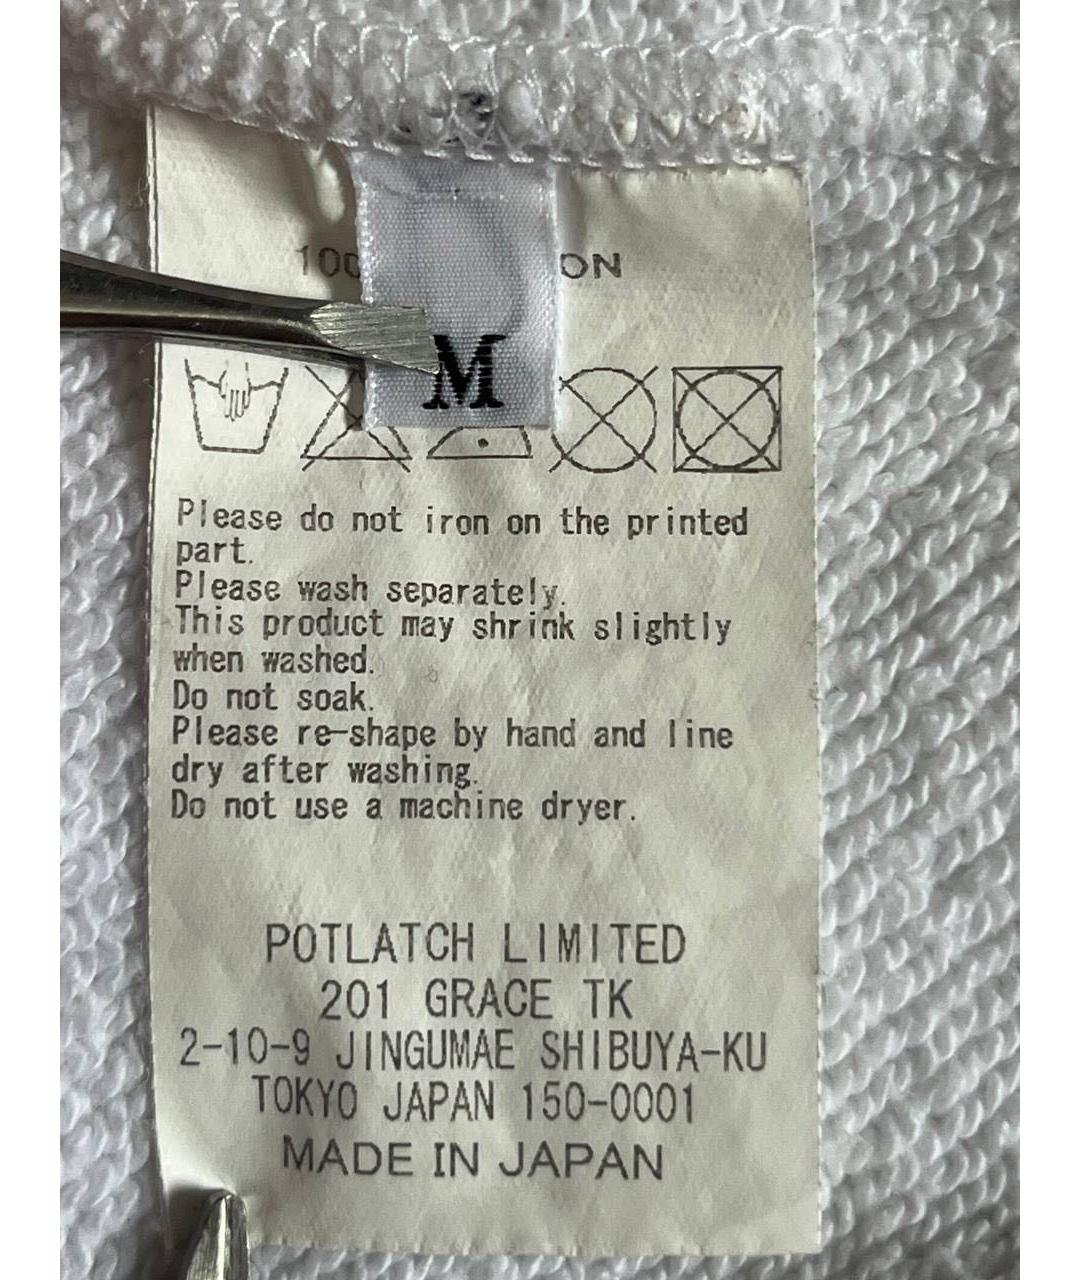 100 ON
M
Please do not iron on the printed
part.
Please wash separately.
This product may shrink slightly
when washed.
Do not soak.
Please re-shape by hand and line
dry after washing.
Do not use a machine dryer.
POTLATCH LIMITED
201 GRACE TK
2-10-9 JINGUMAE SHIBUYA-KU
TOKYO JAPAN 150-0001
MADE IN JAPAN